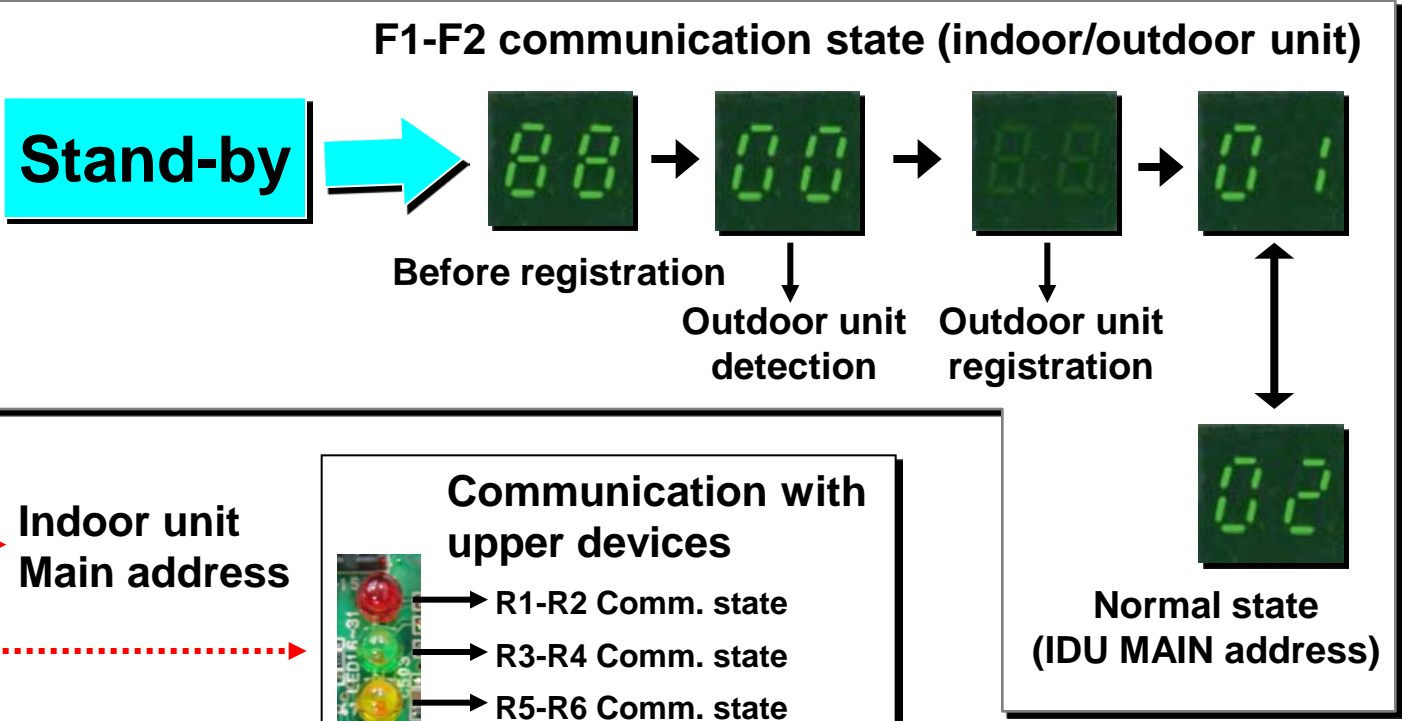 F1-F2 communication state (indoor/outdoor unit)
Stand-by
88
00
88
01
Before registration
Outdoor unit
detection
Outdoor unit
registration
02
Normal state
(IDU MAIN address)
Indoor unit
Main address
Communication with
upper devices
R1-R2 Comm. state
R3-R4 Comm. state
R5-R6 Comm. state